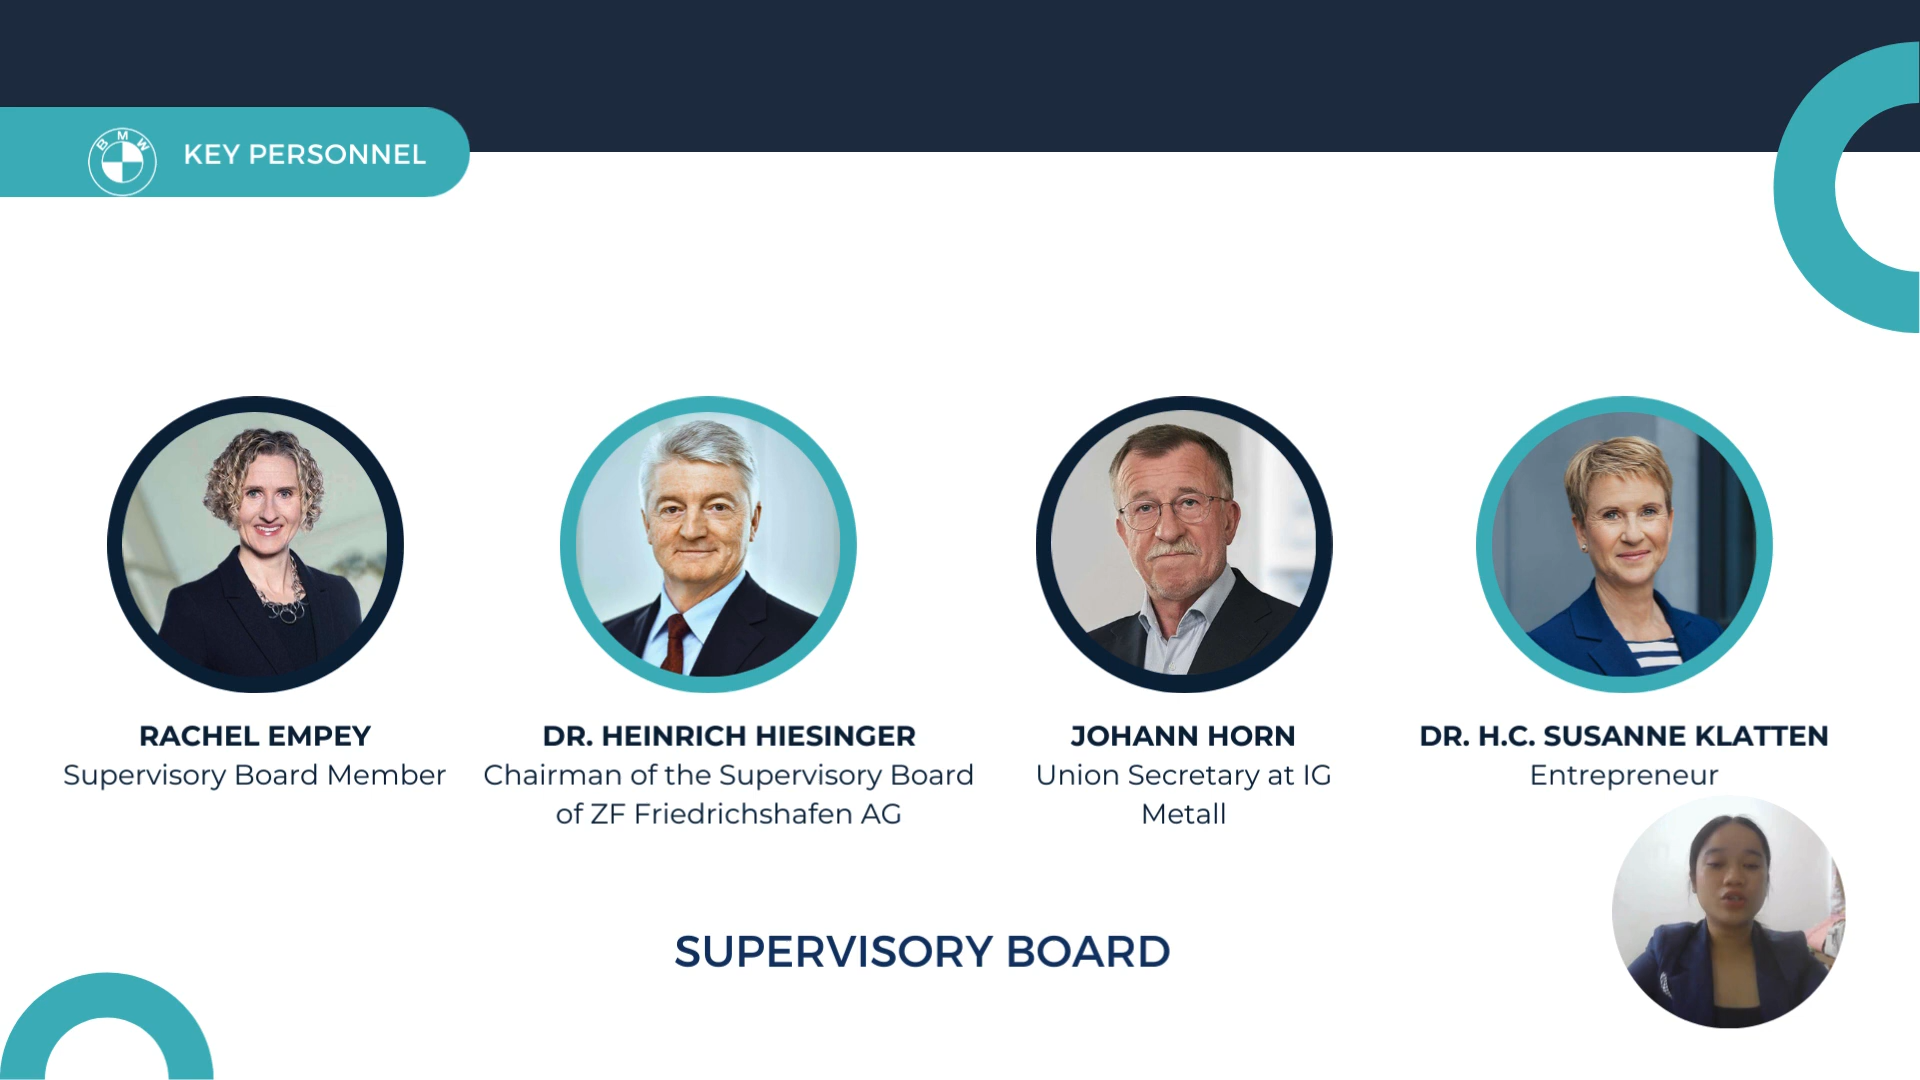 BMW
KEY PERSONNEL
RACHEL EMPEY
Supervisory Board Member
DR. HEINRICH HIESINGER
Chairman of the Supervisory Board
of ZF Friedrichshafen AG
JOHANN HORN
Union Secretary at IG
Metall
DR. H.C. SUSANNE KLATTEN
Entrepreneur
SUPERVISORY BOARD